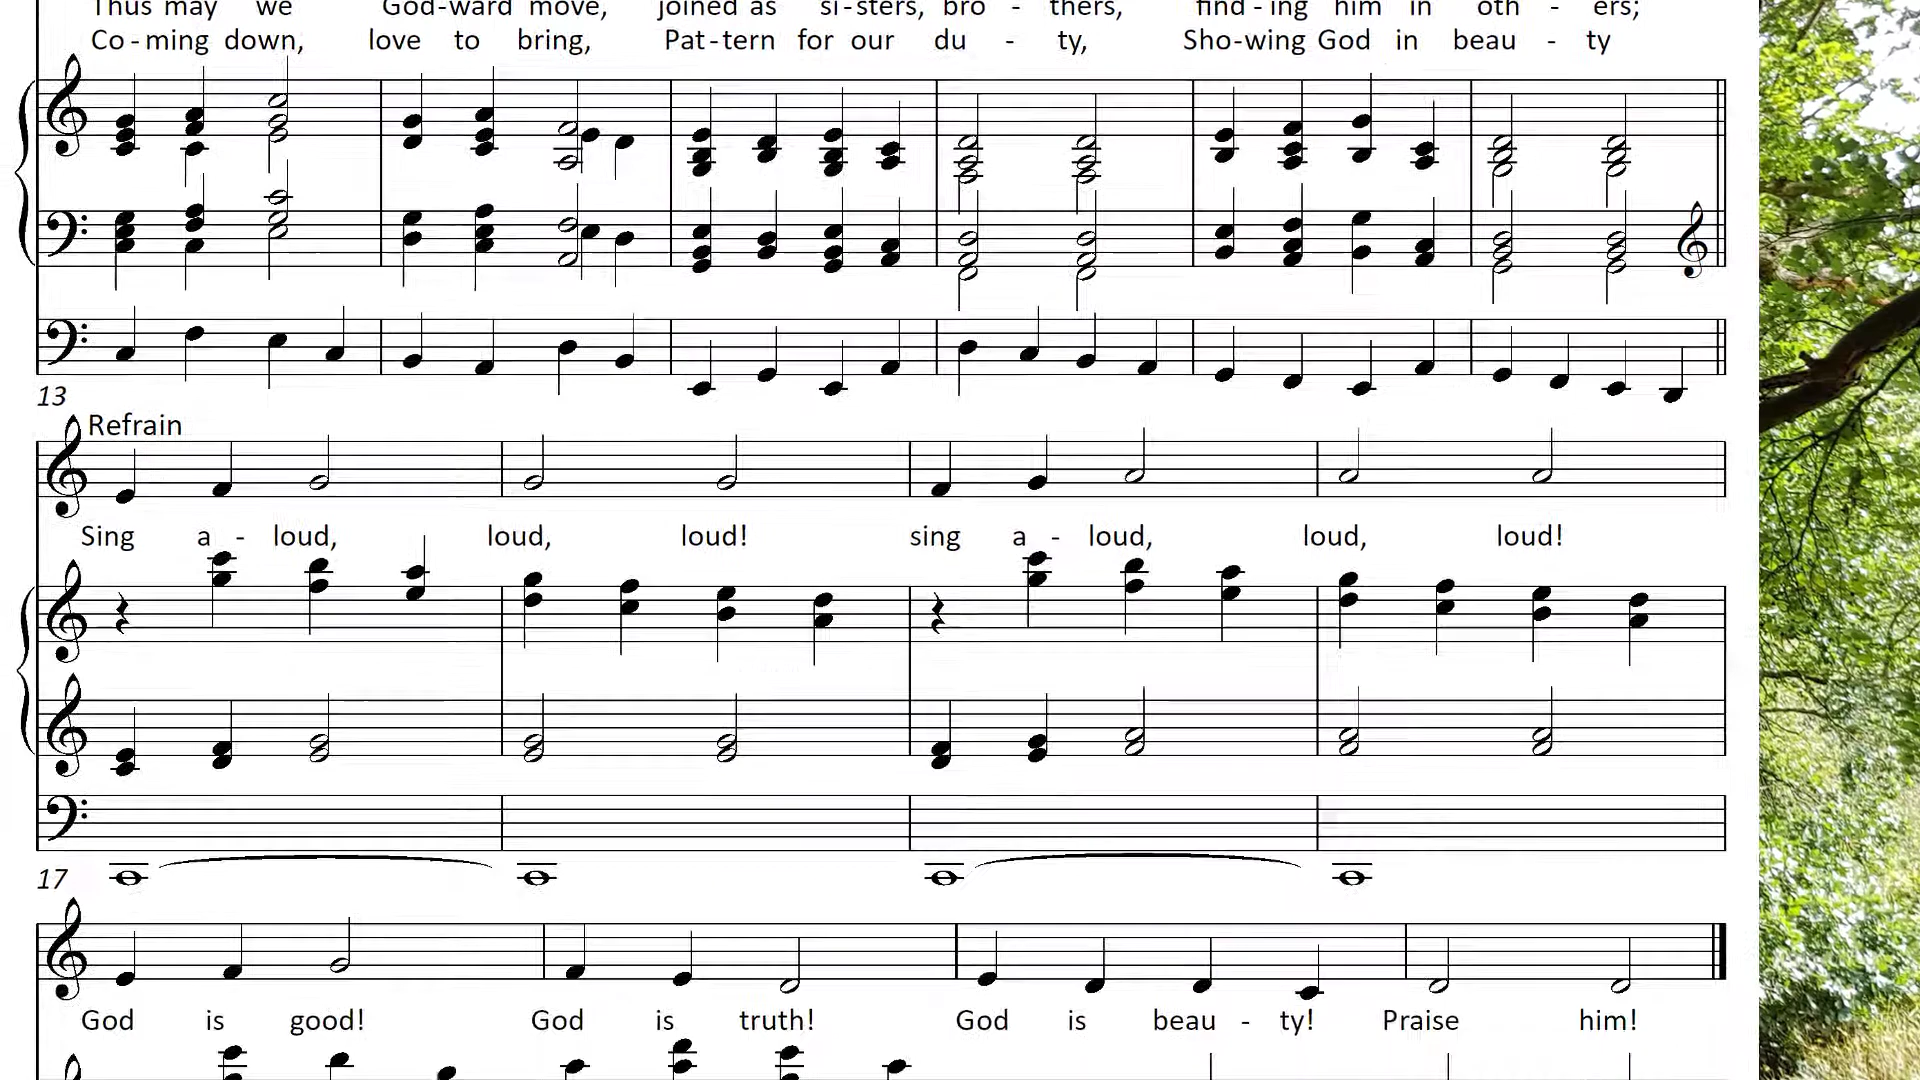 Thus may we God-ward move, joined as si-sters, bro - thers, find-ing him in oth - ers;
Co-ming down, love to bring, Pat-tern for our du - ty, Sho-wing God in beau - ty
13
Refrain
Sing a - loud, loud, loud! sing a - loud, loud, loud!
17
God is good! God is truth! God is beau - ty! Praise him!